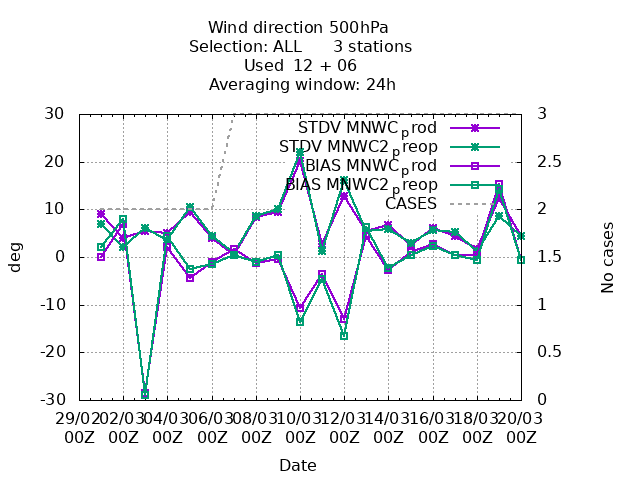 Wind direction 500hPa
Selection: ALL 3 stations
Used 12 + 06
Averaging window: 24h
30 3
STDV MNWC_prod
STDV MNWC2_preop
20 2.5
BIAS MNWC_prod
BIAS MNWC2_preop
CASES
10 2
deg 0 1.5 No cases
-10 1
-20 0.5
-30 0
29/02 02/03 04/03 06/03 08/03 10/03 12/03 14/03 16/03 18/03 20/03
00Z 00Z 00Z 00Z 00Z 00Z 00Z 00Z 00Z 00Z 00Z
Date